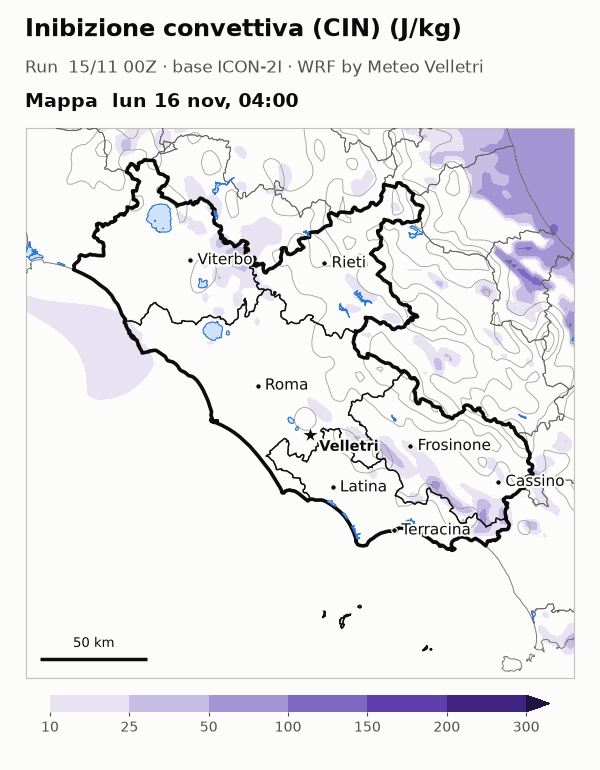 Inibizione convettiva (CIN) (J/kg)
Run  15/11 00Z · base ICON-2I · WRF by Meteo Velletri
Mappa  lun 16 nov, 04:00
Viterbo
Rieti
Roma
Velletri
Frosinone
Cassino
Latina
Terracina
50 km
10 25 50 100 150 200 300